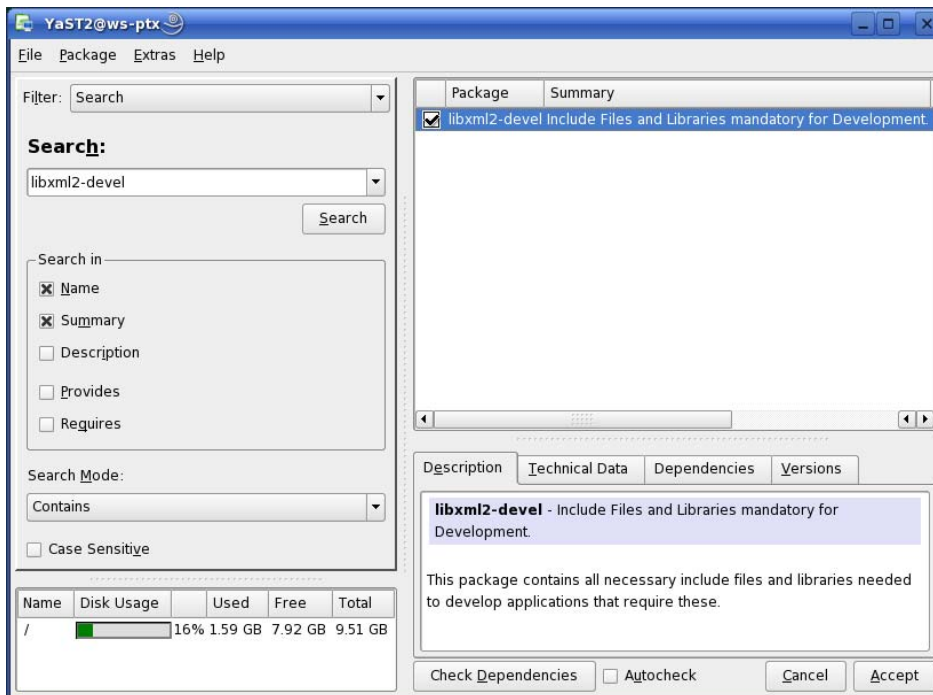 YaST2@ws-ptx
File Package Extras Help
Filter: Search
Search:
libxml2-devel
Search
Search in
Name
Summary
Description
Provides
Requires
Search Mode:
Contains
Case Sensitive
Name Disk Usage Used Free Total
/ 16% 1.59 GB 7.92 GB 9.51 GB
Package Summary
libxml2-devel Include Files and Libraries mandatory for Development.
Description Technical Data Dependencies Versions
libxml2-devel - Include Files and Libraries mandatory for
Development.
This package contains all necessary include files and libraries needed
to develop applications that require these.
Check Dependencies Autocheck Cancel Accept